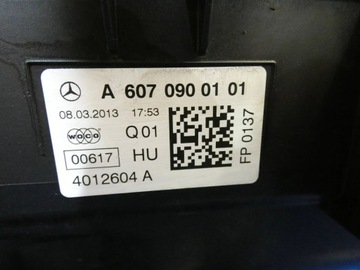 A 607 090 01 01
08.03.2013 17:53
WOCO Q01
00617 HU
4012604 A
FP 0137